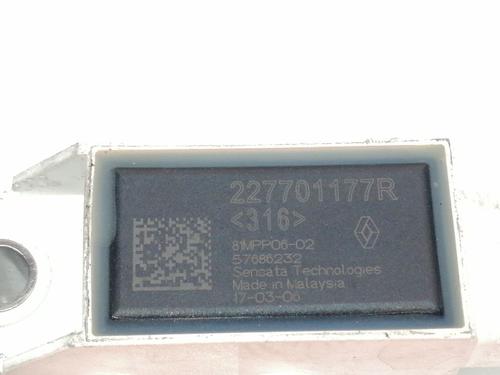 227701177R
<316>
81MPP06-02
57686232
Sensata Technologies
Made in Malaysia
17-03-06